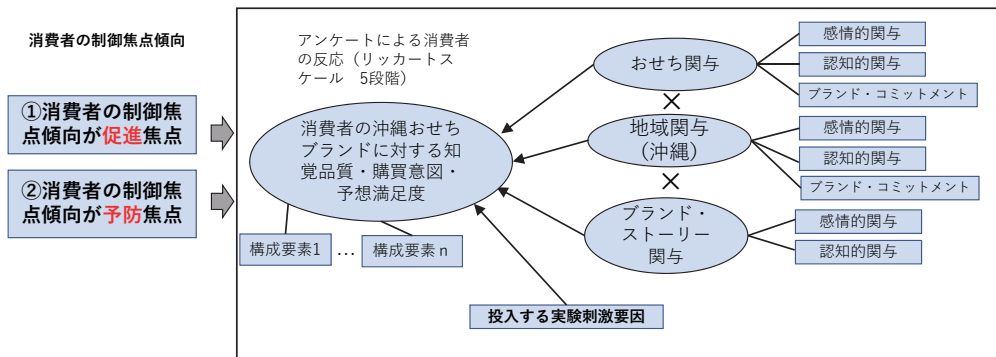 消費者の制御焦点傾向
①消費者の制御焦
点傾向が促進焦点
②消費者の制御焦
点傾向が予防焦点
アンケートによる消費者
の反応（リッカートス
ケール　5段階）
消費者の沖縄おせち
ブランドに対する知
覚品質・購買意図・
予想満足度
構成要素1
…
構成要素 n
おせち関与
×
地域関与
(沖縄)
×
ブランド・
ストーリー
関与
感情的関与
認知的関与
ブランド・コミットメント
感情的関与
認知的関与
ブランド・コミットメント
感情的関与
認知的関与
投入する実験刺激要因